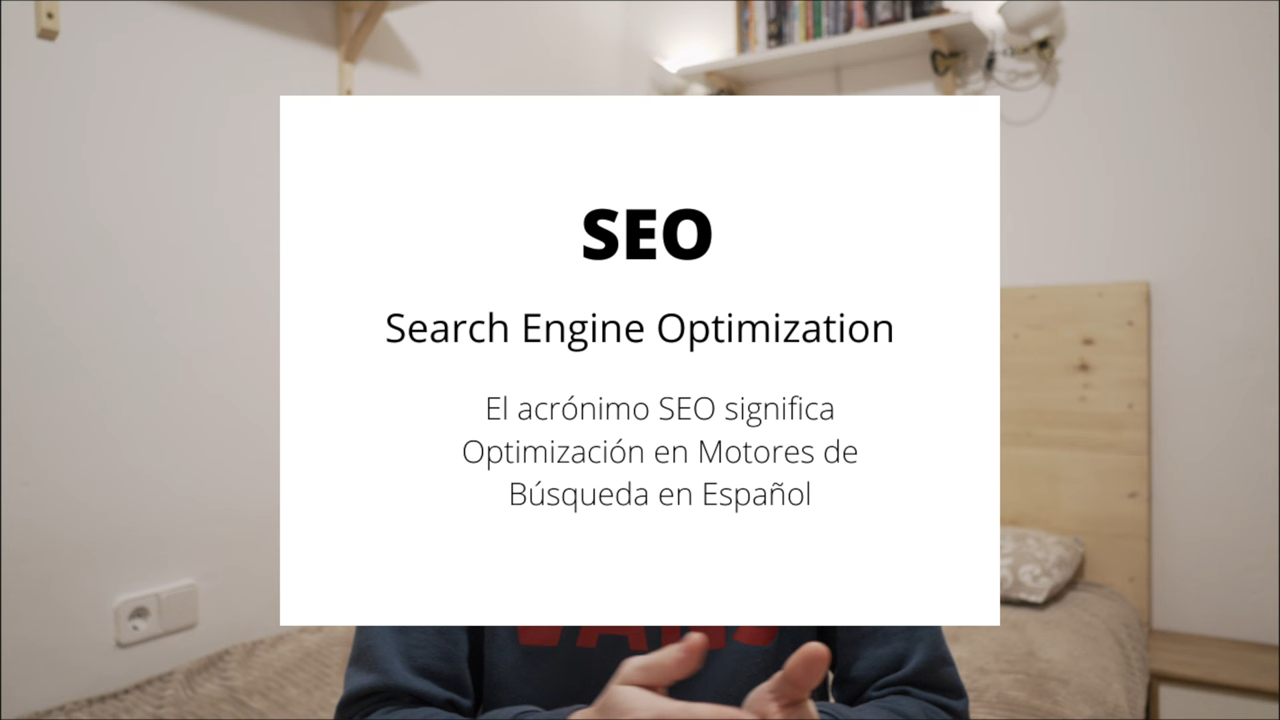 SEO
Search Engine Optimization
El acrónimo SEO significa
Optimización en Motores de
Búsqueda en Español